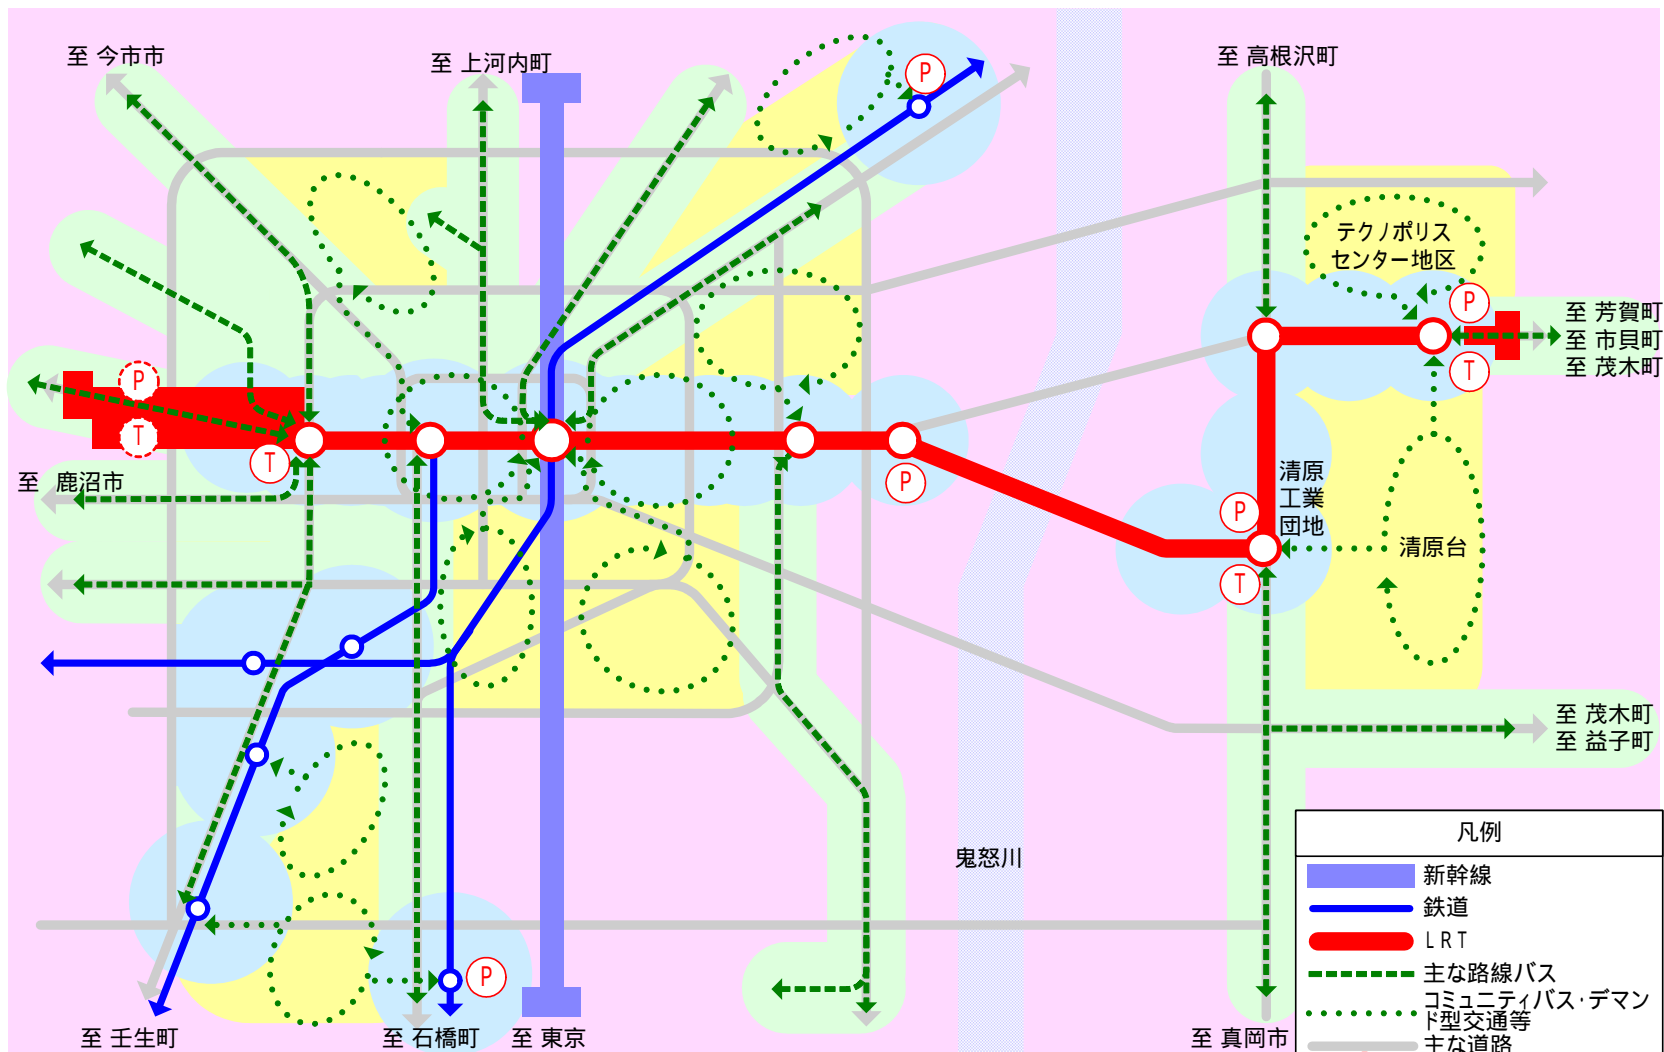 至 今市市
至 上河内町
至 高根沢町
P
テクノポリス
センター地区
P
至 芳賀町
至 市貝町
至 茂木町
P
T
T
T
至 鹿沼市
P
清原
工業
団地
P
清原台
T
至 茂木町
至 益子町
鬼怒川
P
至 壬生町
至 石橋町
至 東京
至 真岡市
凡例
新幹線
鉄道
LRT
主な路線バス
コミュニティバス・デマン
ド型交通等
主な道路